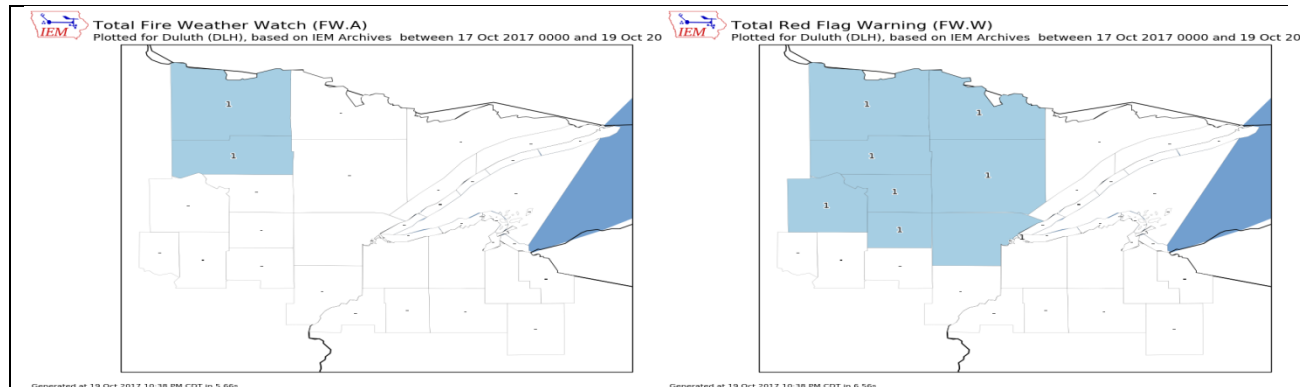 IEM
Total Fire Weather Watch (FW.A)
Plotted for Duluth (DLH), based on IEM Archives between 17 Oct 2017 0000 and 19 Oct 20
1
1
Generated at 19 Oct 2017 10:38 PM CDT in 5.66s
IEM
Total Red Flag Warning (FW.W)
Plotted for Duluth (DLH), based on IEM Archives between 17 Oct 2017 0000 and 19 Oct 20
1
1
1
1
1
1
1
1
Generated at 19 Oct 2017 10:38 PM CDT in 6.56s